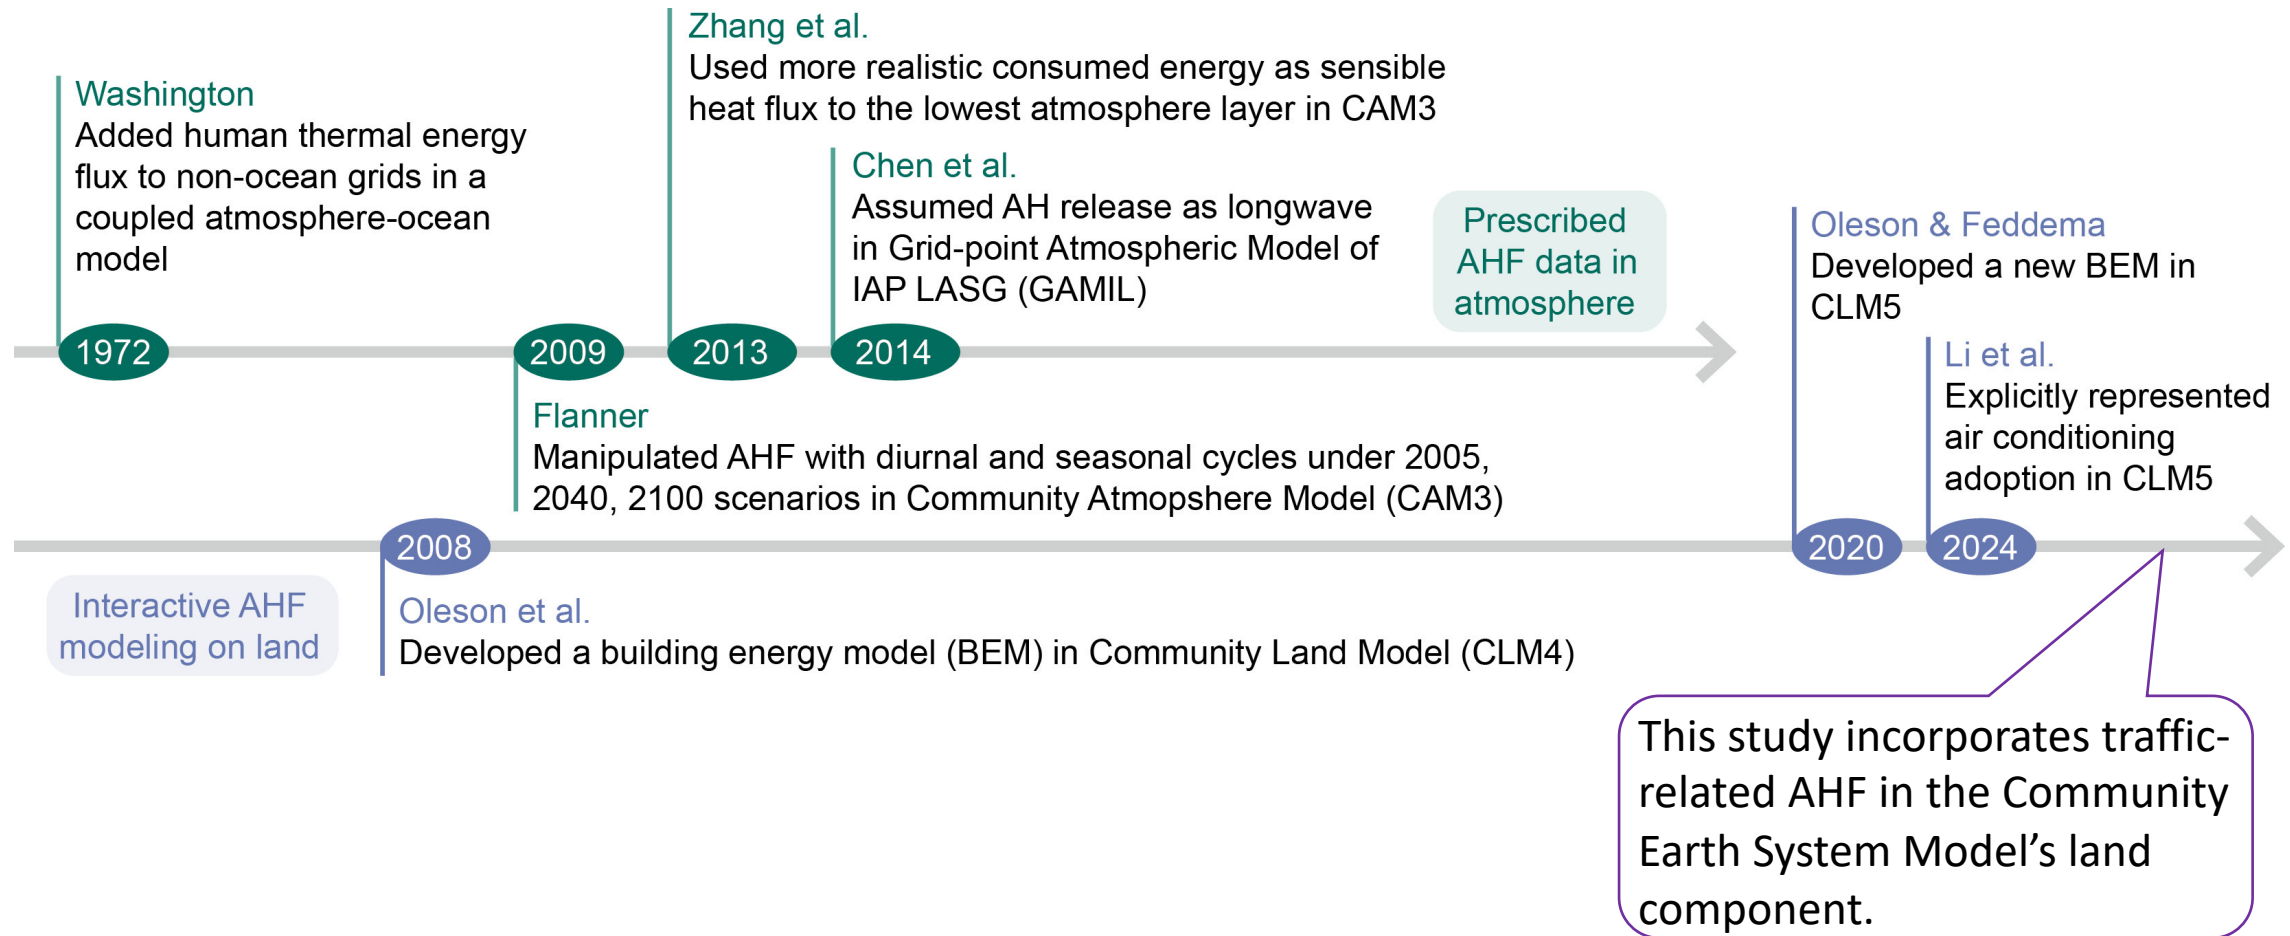 Zhang et al.
Used more realistic consumed energy as sensible
heat flux to the lowest atmosphere layer in CAM3
Washington
Added human thermal energy
flux to non-ocean grids in a
coupled atmosphere-ocean
model
Chen et al.
Assumed AH release as longwave
in Grid-point Atmospheric Model of
IAP LASG (GAMIL)
Prescribed
AHF data in
atmosphere
1972
2009
2013
2014
Flanner
Manipulated AHF with diurnal and seasonal cycles under 2005,
2040, 2100 scenarios in Community Atmopshere Model (CAM3)
Oleson & Feddema
Developed a new BEM in
CLM5
Li et al.
Explicitly represented
air conditioning
adoption in CLM5
2008
2020
2024
Interactive AHF
modeling on land
Oleson et al.
Developed a building energy model (BEM) in Community Land Model (CLM4)
This study incorporates traffic-
related AHF in the Community
Earth System Model’s land
component.